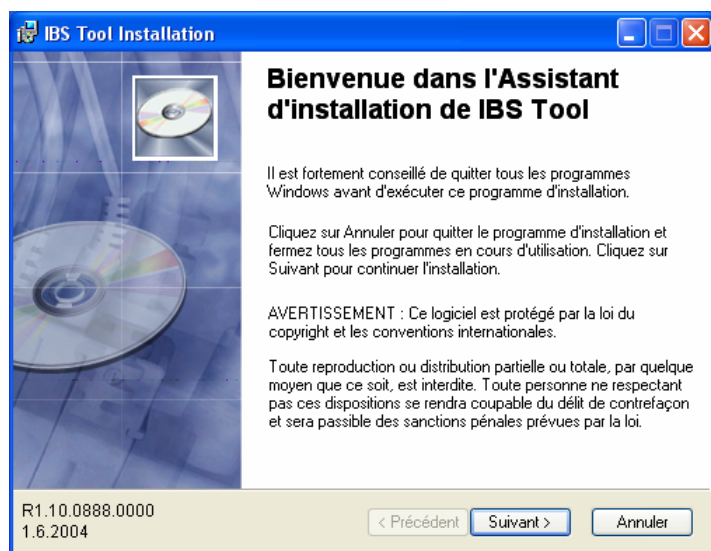 IBS Tool Installation
Bienvenue dans l'Assistant
d'installation de IBS Tool
Il est fortement conseillé de quitter tous les programmes
Windows avant d'exécuter ce programme d'installation.
Cliquez sur Annuler pour quitter le programme d'installation et
fermez tous les programmes en cours d'utilisation. Cliquez sur
Suivant pour continuer l'installation.
AVERTISSEMENT : Ce logiciel est protégé par la loi du
copyright et les conventions internationales.
Toute reproduction ou distribution partielle ou totale, par quelque
moyen que ce soit, est interdite. Toute personne ne respectant
pas ces dispositions se rendra coupable du délit de contrefaçon
et sera passible des sanctions pénales prévues par la loi.
R1.10.0888.0000
1.6.2004
< Précédent
Suivant >
Annuler